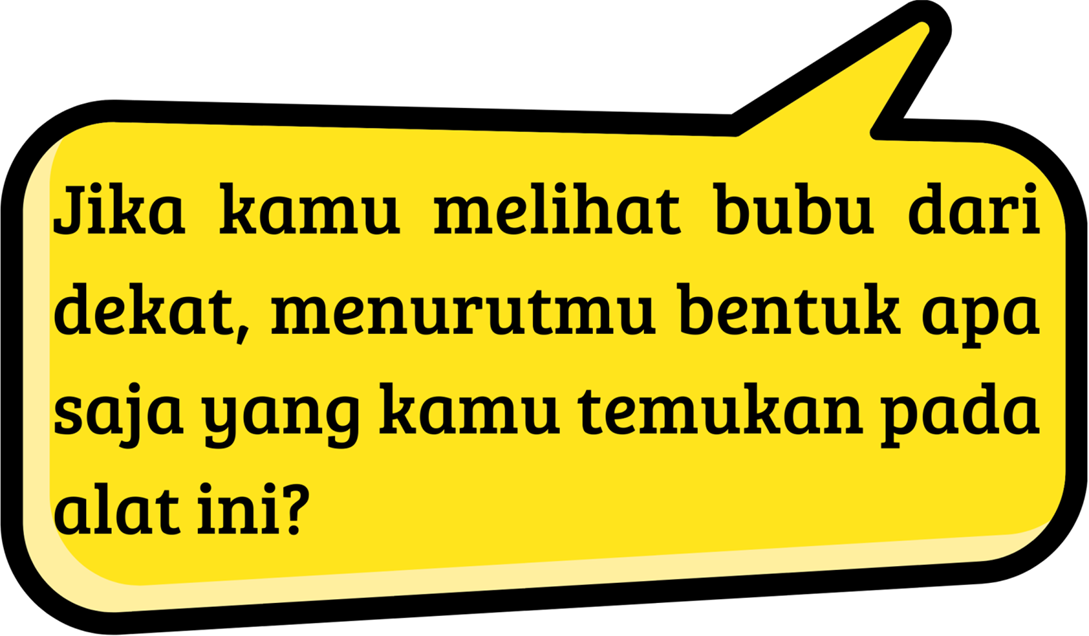 Jika kamu melihat bubu dari
dekat, menurutmu bentuk apa
saja yang kamu temukan pada
alat ini?